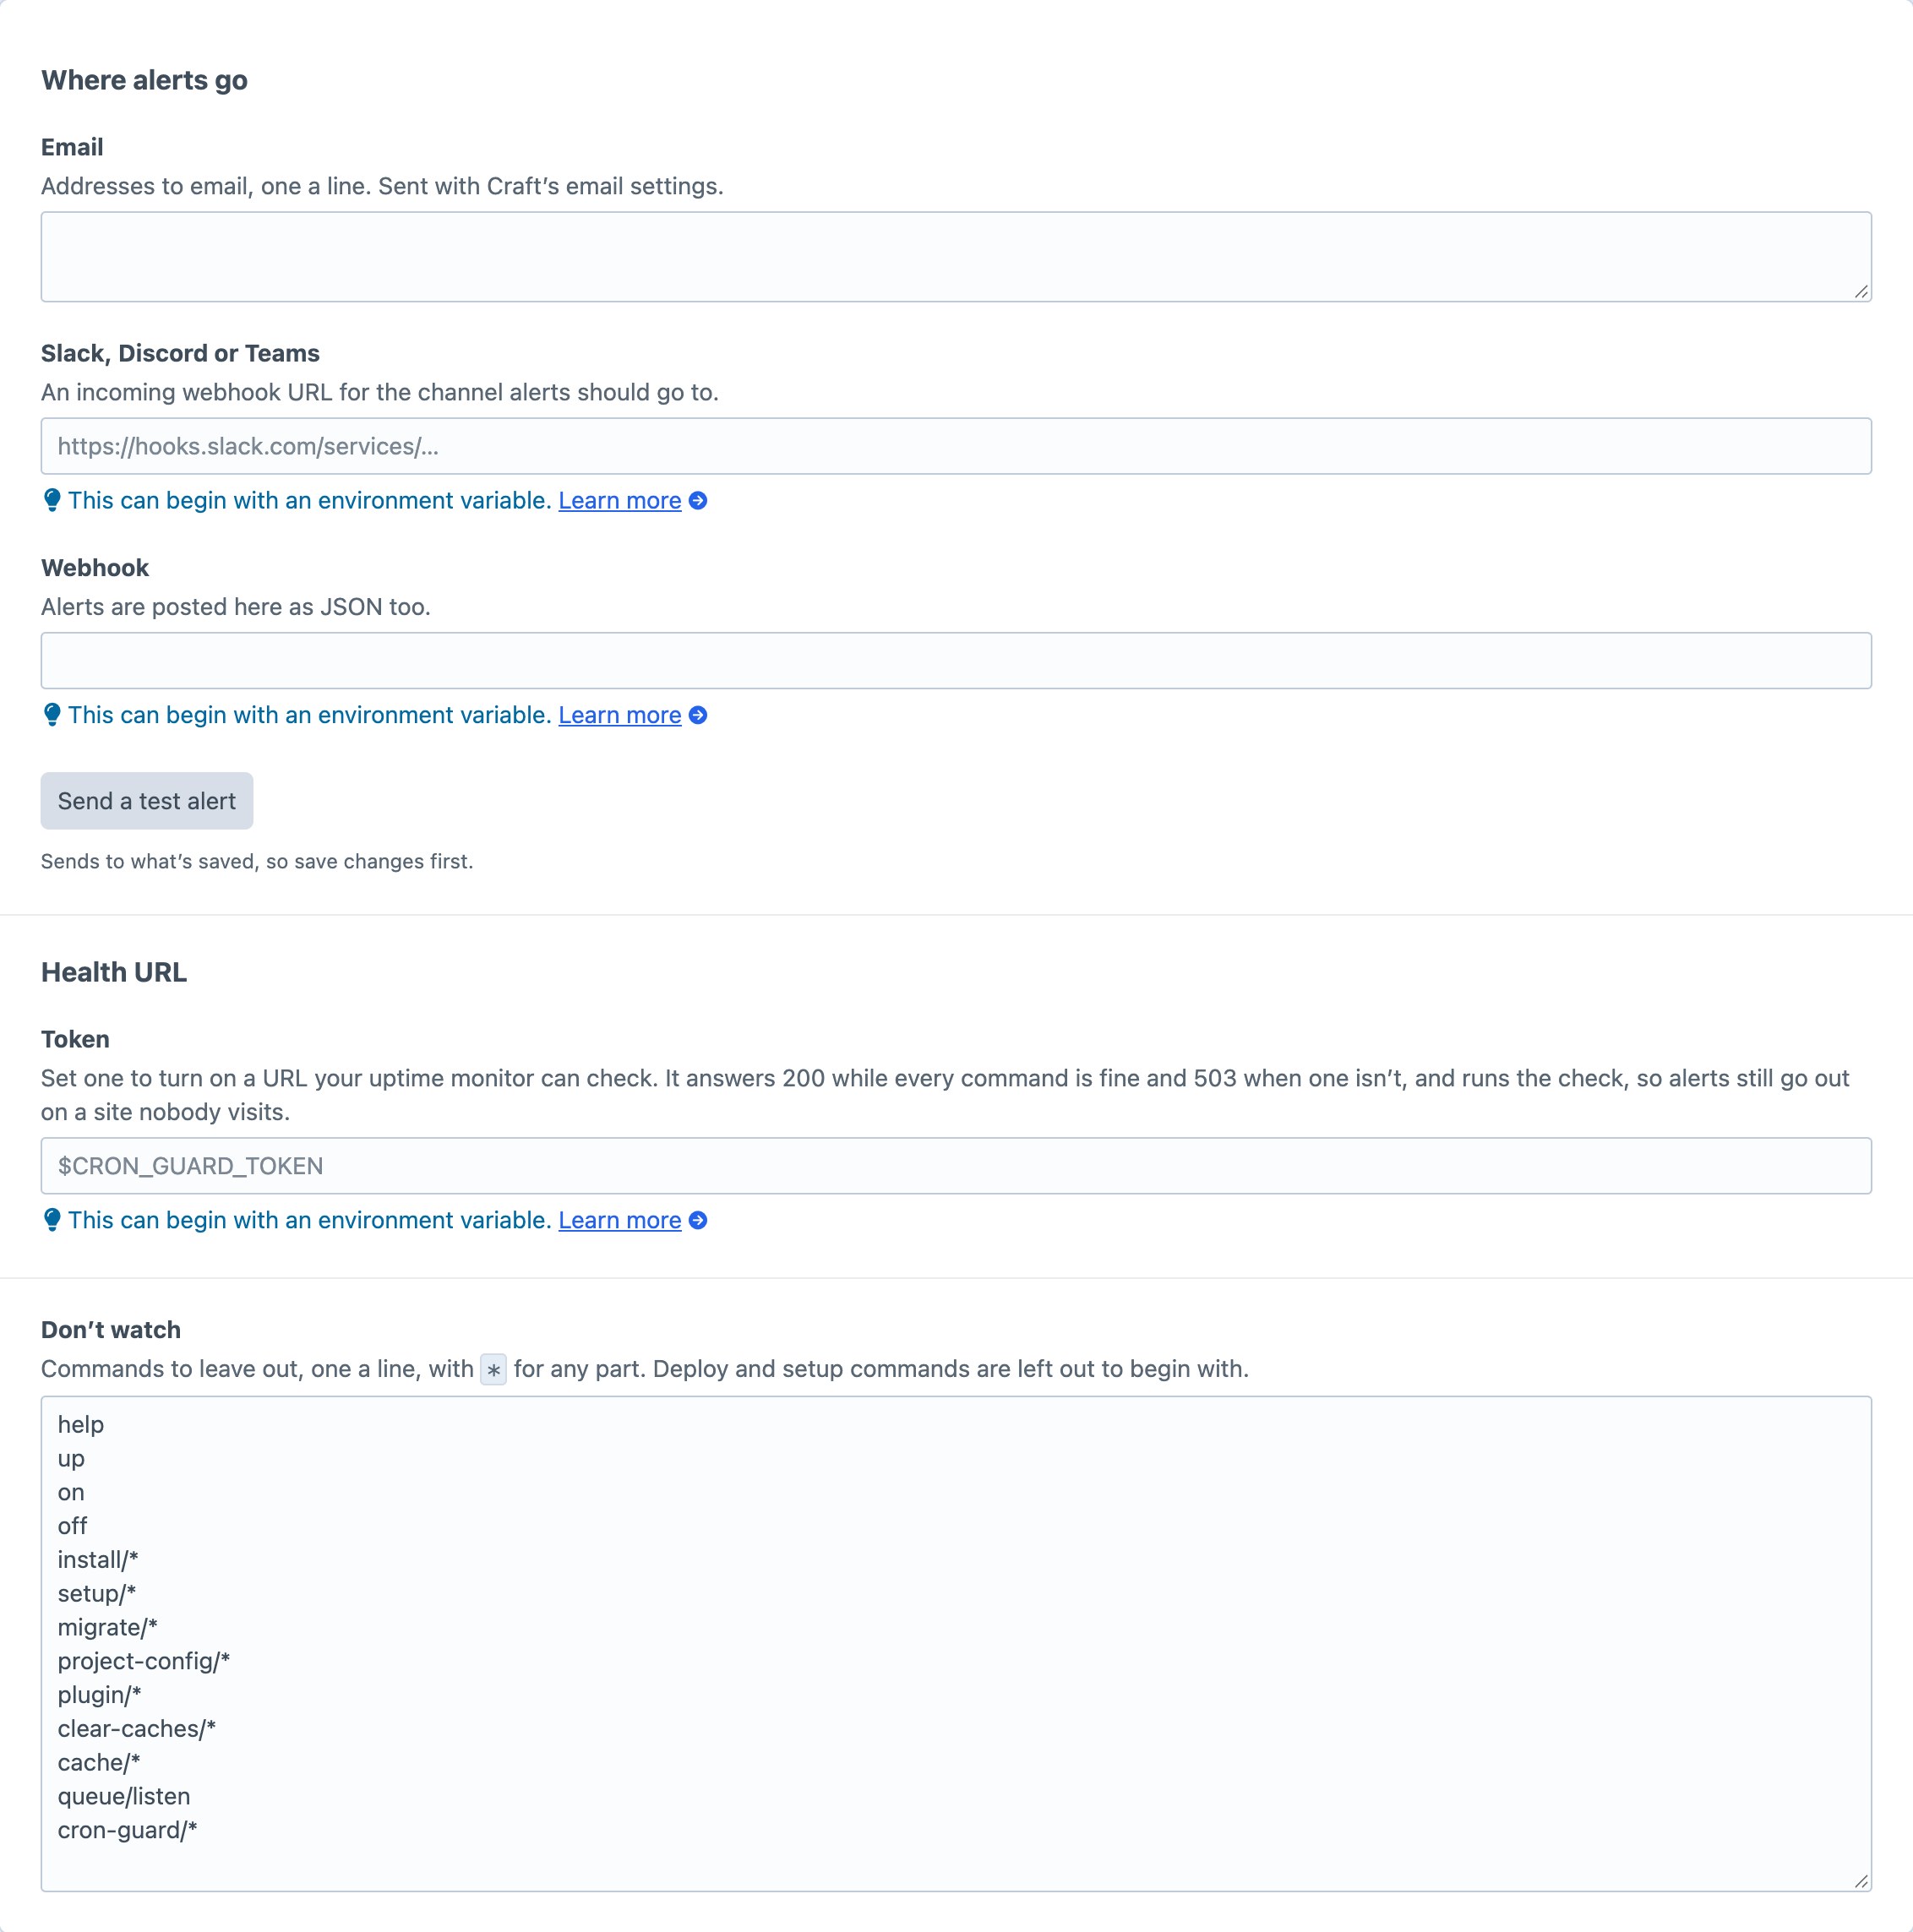 Where alerts go
Email
Addresses to email, one a line. Sent with Craft’s email settings.
Slack, Discord or Teams
An incoming webhook URL for the channel alerts should go to.
https://hooks.slack.com/services/...
This can begin with an environment variable. Learn more
Webhook
Alerts are posted here as JSON too.
This can begin with an environment variable. Learn more
Send a test alert
Sends to what’s saved, so save changes first.
Health URL
Token
Set one to turn on a URL your uptime monitor can check. It answers 200 while every command is fine and 503 when one isn’t, and runs the check, so alerts still go out
on a site nobody visits.
$CRON_GUARD_TOKEN
This can begin with an environment variable. Learn more
Don’t watch
Commands to leave out, one a line, with * for any part. Deploy and setup commands are left out to begin with.
help
up
on
off
install/*
setup/*
migrate/*
project-config/*
plugin/*
clear-caches/*
cache/*
queue/listen
cron-guard/*